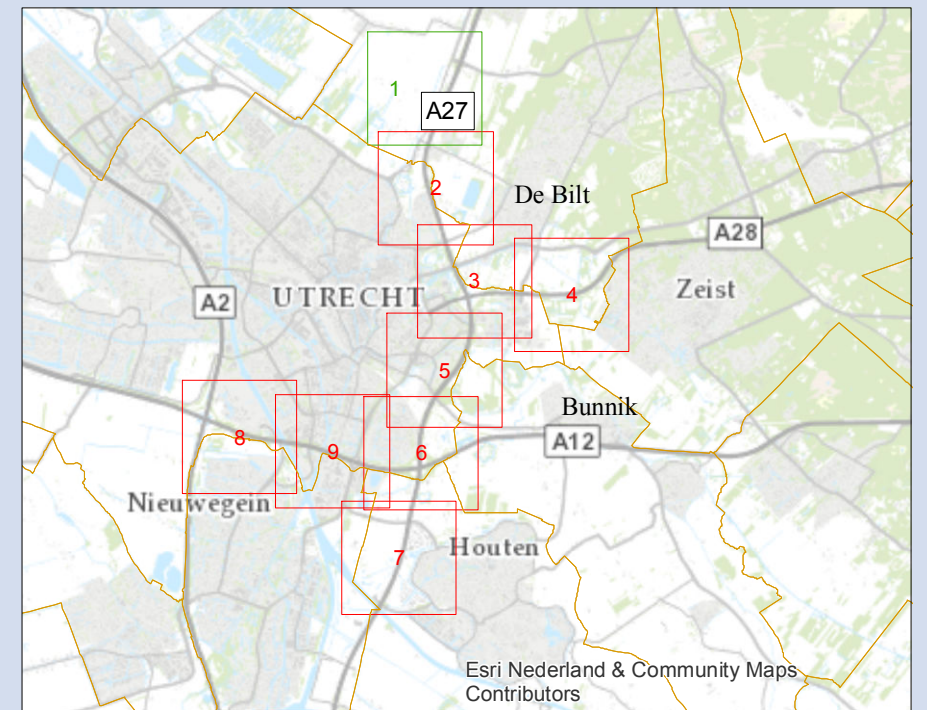 1
A27
2
De Bilt
A28
3
4
Zeist
UTRECHT
A2
5
Bunnik
8
9
6
A12
Nieuwegein
Houten
7
Esri Nederland & Community Maps
Contributors